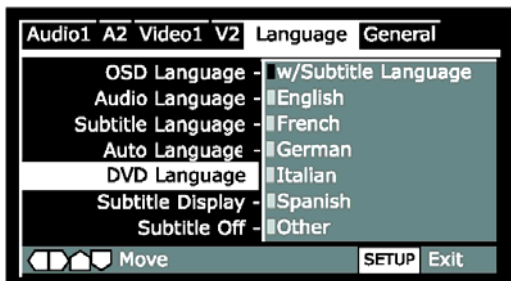 Audio1 A2 Video1 V2 Language General
OSD Language - w/Subtitle Language
Audio Language - English
Subtitle Language - French
Auto Language - German
DVD Language Italian
Subtitle Display - Spanish
Subtitle Off - Other
Move SETUP Exit